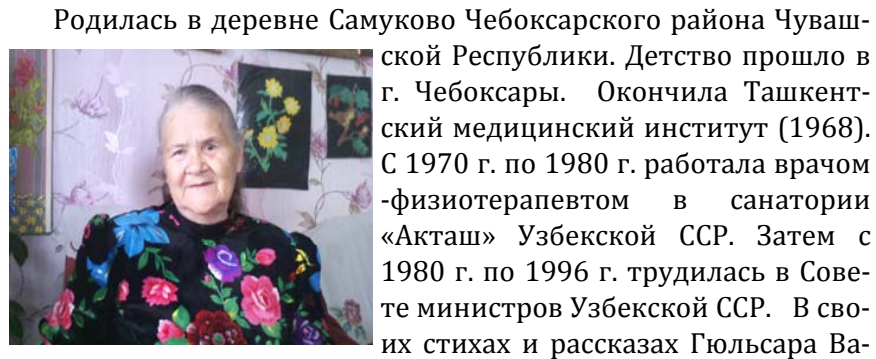 Родилась в деревне Самуково Чебоксарского района Чуваш-
ской Республики. Детство прошло в
г. Чебоксары. Окончила Ташкент-
ский медицинский институт (1968).
С 1970 г. по 1980 г. работала врачом
-физиотерапевтом в санатории
«Акташ» Узбекской ССР. Затем с
1980 г. по 1996 г. трудилась в Сове-
те министров Узбекской ССР. В сво-
их стихах и рассказах Гюльсара Ва-